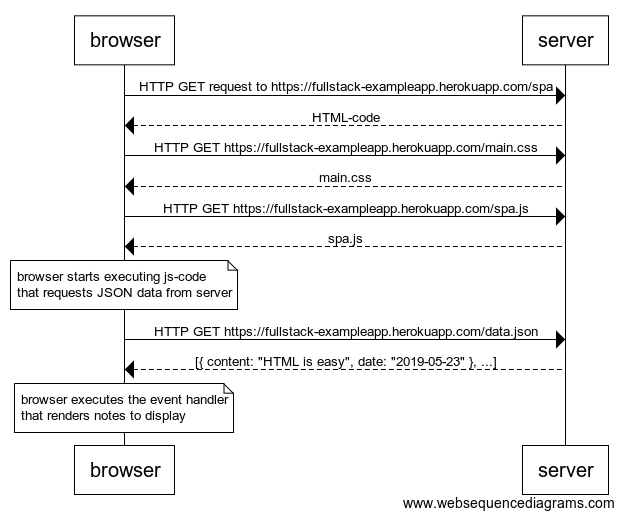 browser
server
HTTP GET request to https://fullstack-exampleapp.herokuapp.com/spa
HTML-code
HTTP GET https://fullstack-exampleapp.herokuapp.com/main.css
main.css
HTTP GET https://fullstack-exampleapp.herokuapp.com/spa.js
spa.js
browser starts executing js-code
that requests JSON data from server
HTTP GET https://fullstack-exampleapp.herokuapp.com/data.json
[{ content: "HTML is easy", date: "2019-05-23" }, ...]
browser executes the event handler
that renders notes to display
browser
server
www.websequencediagrams.com